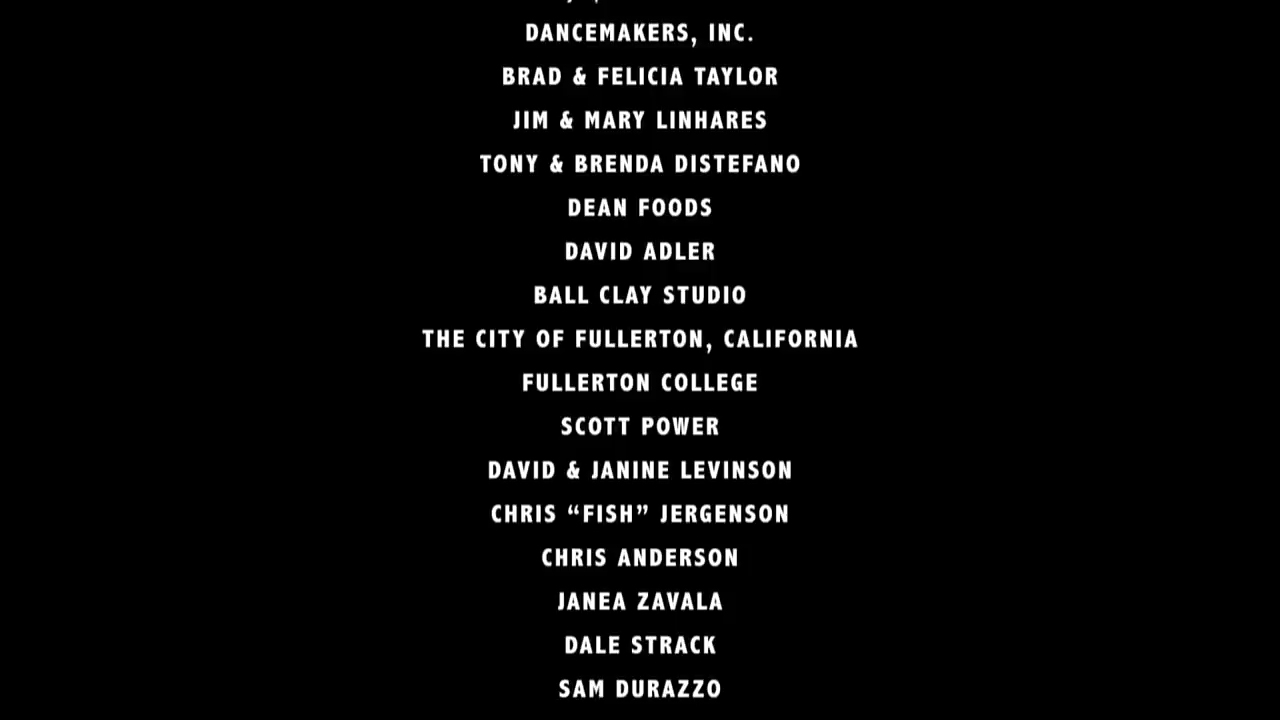 DANCEMAKERS, INC.
BRAD & FELICIA TAYLOR
JIM & MARY LINHARES
TONY & BRENDA DISTEFANO
DEAN FOODS
DAVID ADLER
BALL CLAY STUDIO
THE CITY OF FULLERTON, CALIFORNIA
FULLERTON COLLEGE
SCOTT POWER
DAVID & JANINE LEVINSON
CHRIS “FISH” JERGENSON
CHRIS ANDERSON
JANEA ZAVALA
DALE STRACK
SAM DURAZZO